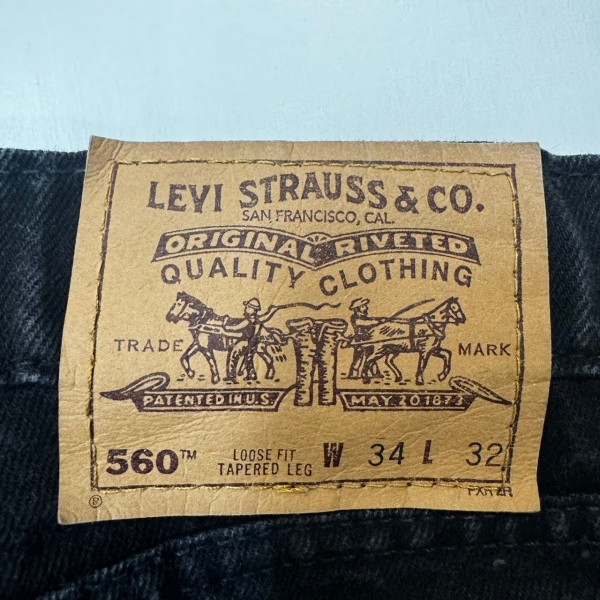 LEVI STRAUSS & CO.
SAN FRANCISCO, CAL.
ORIGINAL RIVETED
QUALITY CLOTHING
TRADE MARK
PATENTED IN U.S. MAY 20 1873
560™ LOOSE FIT TAPERED LEG W 34 L 32
®